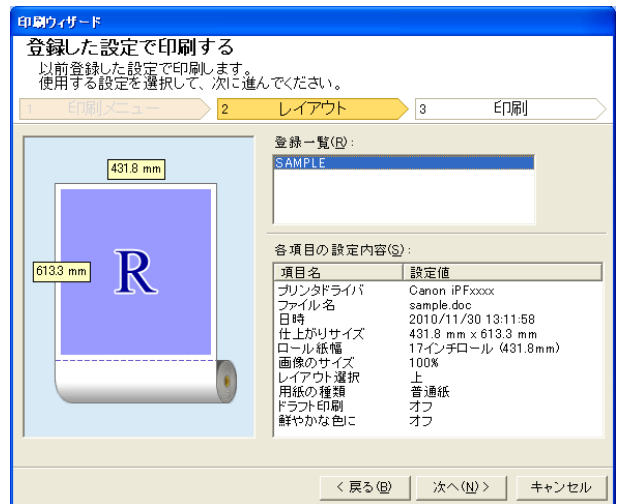 印刷ウィザード
登録した設定で印刷する
以前登録した設定で印刷します。
使用する設定を選択して、次に進んでください。
1 印刷メニュー 2 レイアウト 3 印刷
登録一覧(R):
SAMPLE
431.8 mm
613.3 mm
R
各項目の設定内容(S):
項目名 設定値
プリンタドライバ Canon iPFxxxx
ファイル名 sample.doc
日時 2010/11/30 13:11:58
仕上がりサイズ 431.8 mm x 613.3 mm
ロール紙幅 17インチロール (431.8mm)
画像のサイズ 100%
レイアウト選択 上
用紙の種類 普通紙
ドラフト印刷 オフ
鮮やかな色に オフ
< 戻る(B) 次へ(N) > キャンセル